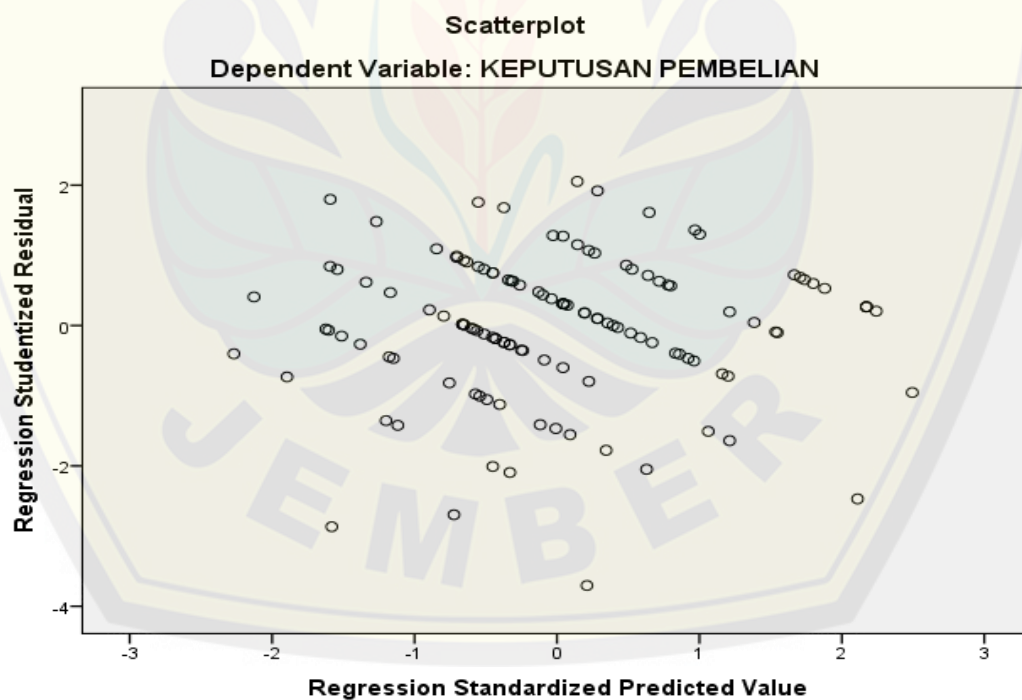 Scatterplot
Dependent Variable: KEPUTUSAN PEMBELIAN
Regression Studentized Residual
2
0
-2
-4
-3
-2
-1
0
1
2
3
Regression Standardized Predicted Value
JEMBER